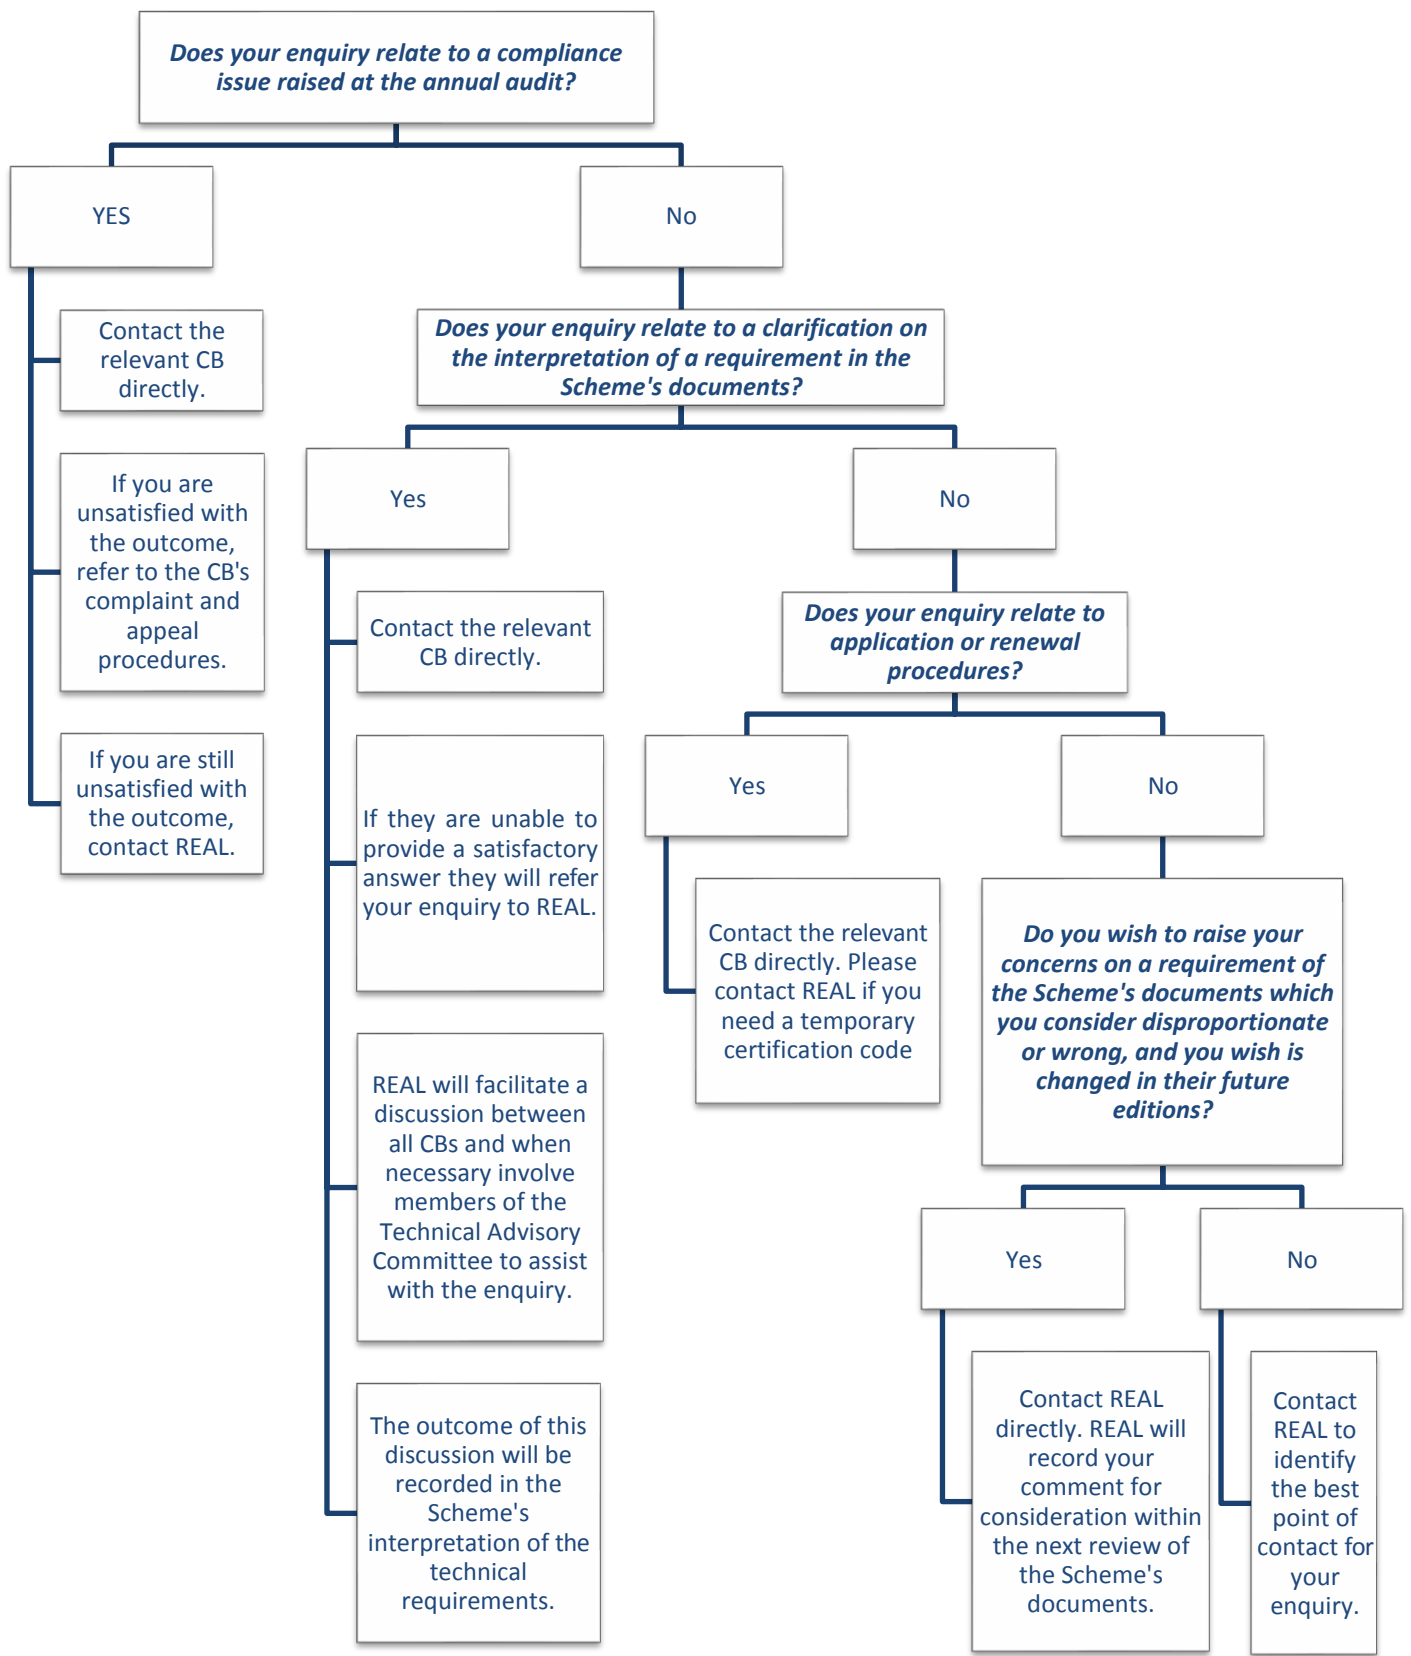 Does your enquiry relate to a compliance
issue raised at the annual audit?
YES
No
Contact the
relevant CB
directly.
If you are
unsatisfied with
the outcome,
refer to the CB's
complaint and
appeal
procedures.
If you are still
unsatisfied with
the outcome,
contact REAL.
Does your enquiry relate to a clarification on
the interpretation of a requirement in the
Scheme's documents?
Yes
No
Contact the relevant
CB directly.
If they are unable to
provide a satisfactory
answer they will refer
your enquiry to REAL.
REAL will facilitate a
discussion between
all CBs and when
necessary involve
members of the
Technical Advisory
Committee to assist
with the enquiry.
The outcome of this
discussion will be
recorded in the
Scheme's
interpretation of the
technical
requirements.
Does your enquiry relate to
application or renewal
procedures?
Yes
No
Contact the relevant
CB directly. Please
contact REAL if you
need a temporary
certification code
Do you wish to raise your
concerns on a requirement of
the Scheme's documents which
you consider disproportionate
or wrong, and you wish is
changed in their future
editions?
Yes
No
Contact REAL
directly. REAL will
record your
comment for
consideration within
the next review of
the Scheme's
documents.
Contact
REAL to
identify
the best
point of
contact for
your
enquiry.